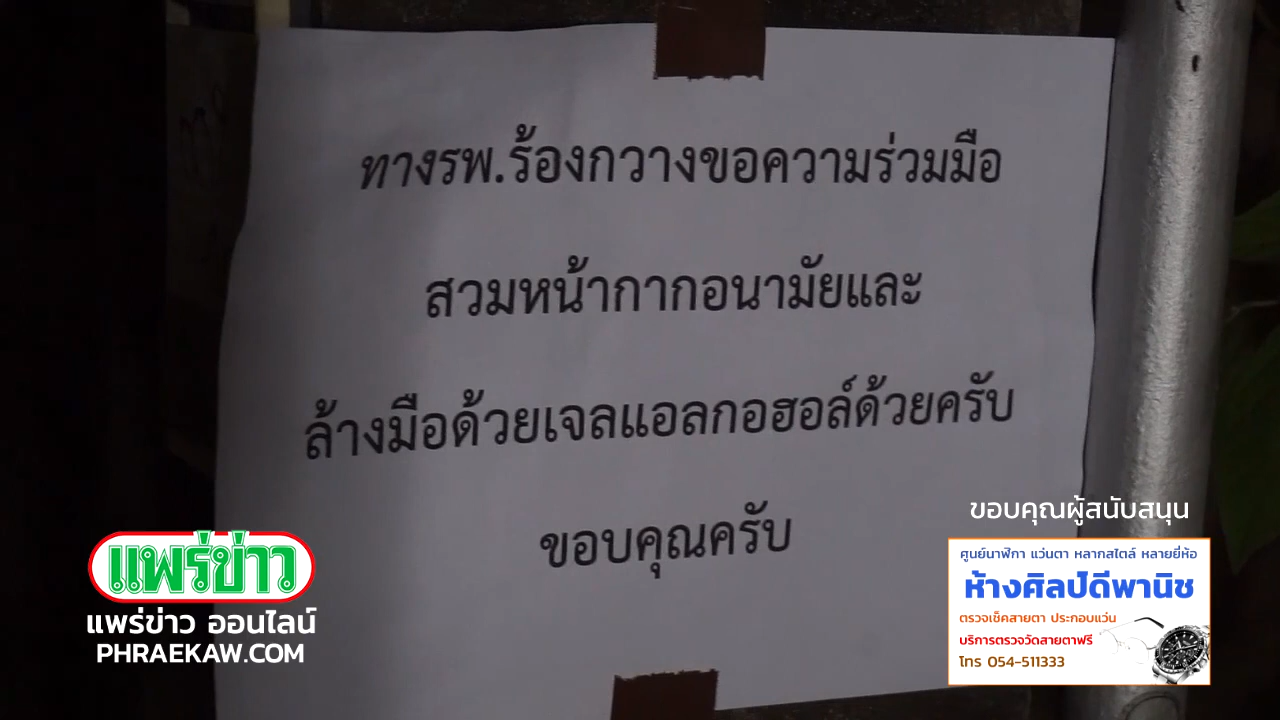 ทางรพ.ร้องกวางขอความร่วมมือ
สวมหน้ากากอนามัยและ
ล้างมือด้วยเจลแอลกอฮอล์ด้วยครับ
ขอบคุณครับ
แพร่ข่าว
แพร่ข่าว ออนไลน์
PHRAEKAW.COM
ขอบคุณผู้สนับสนุน
ศูนย์นาฬิกา แว่นตา หลากสไตล์ หลายยี่ห้อ
ห้างศิลป์ดีพานิช
ตรวจเช็คสายตา ประกอบแว่น
บริการตรวจวัดสายตาฟรี
โทร 054-511333